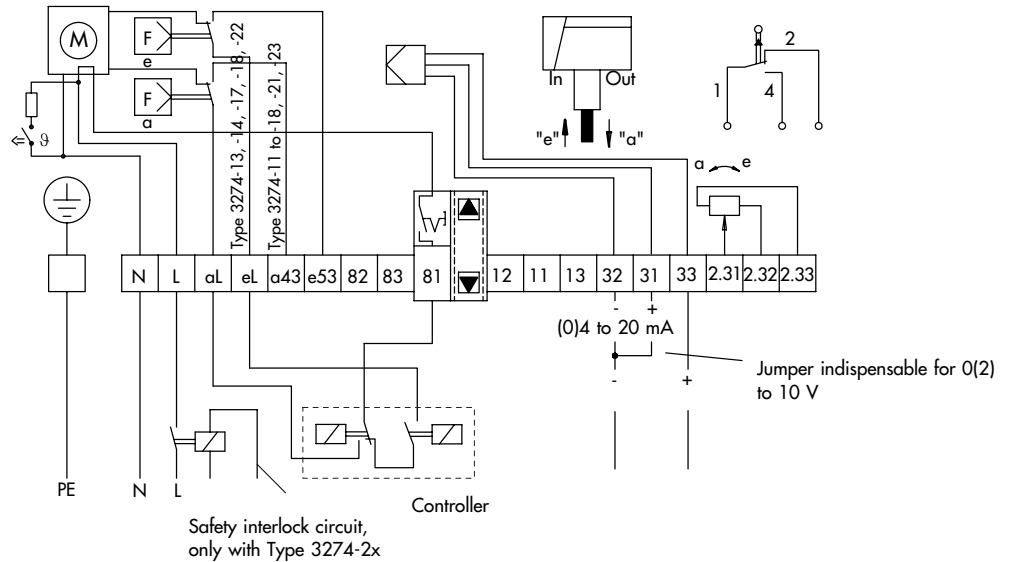 M
F
e
F
a
ϑ
Type 3274-13, -14, -17, -18, -22
Type 3274-11 to -18, -21, -23
In
Out
"e"
"a"
2
1
4
a
e
N
L
aL
eL
a43
e53
82
83
81
12
11
13
32
31
33
2.31
2.32
2.33
-
+
(0)4 to 20 mA
-
+
Jumper indispensable for 0(2)
to 10 V
PE
N
L
Controller
Safety interlock circuit,
only with Type 3274-2x